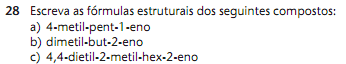 28 Escreva as fórmulas estruturais dos seguintes compostos:
a) 4-metil-pent-1-eno
b) dimetil-but-2-eno
c) 4,4-dietil-2-metil-hex-2-eno